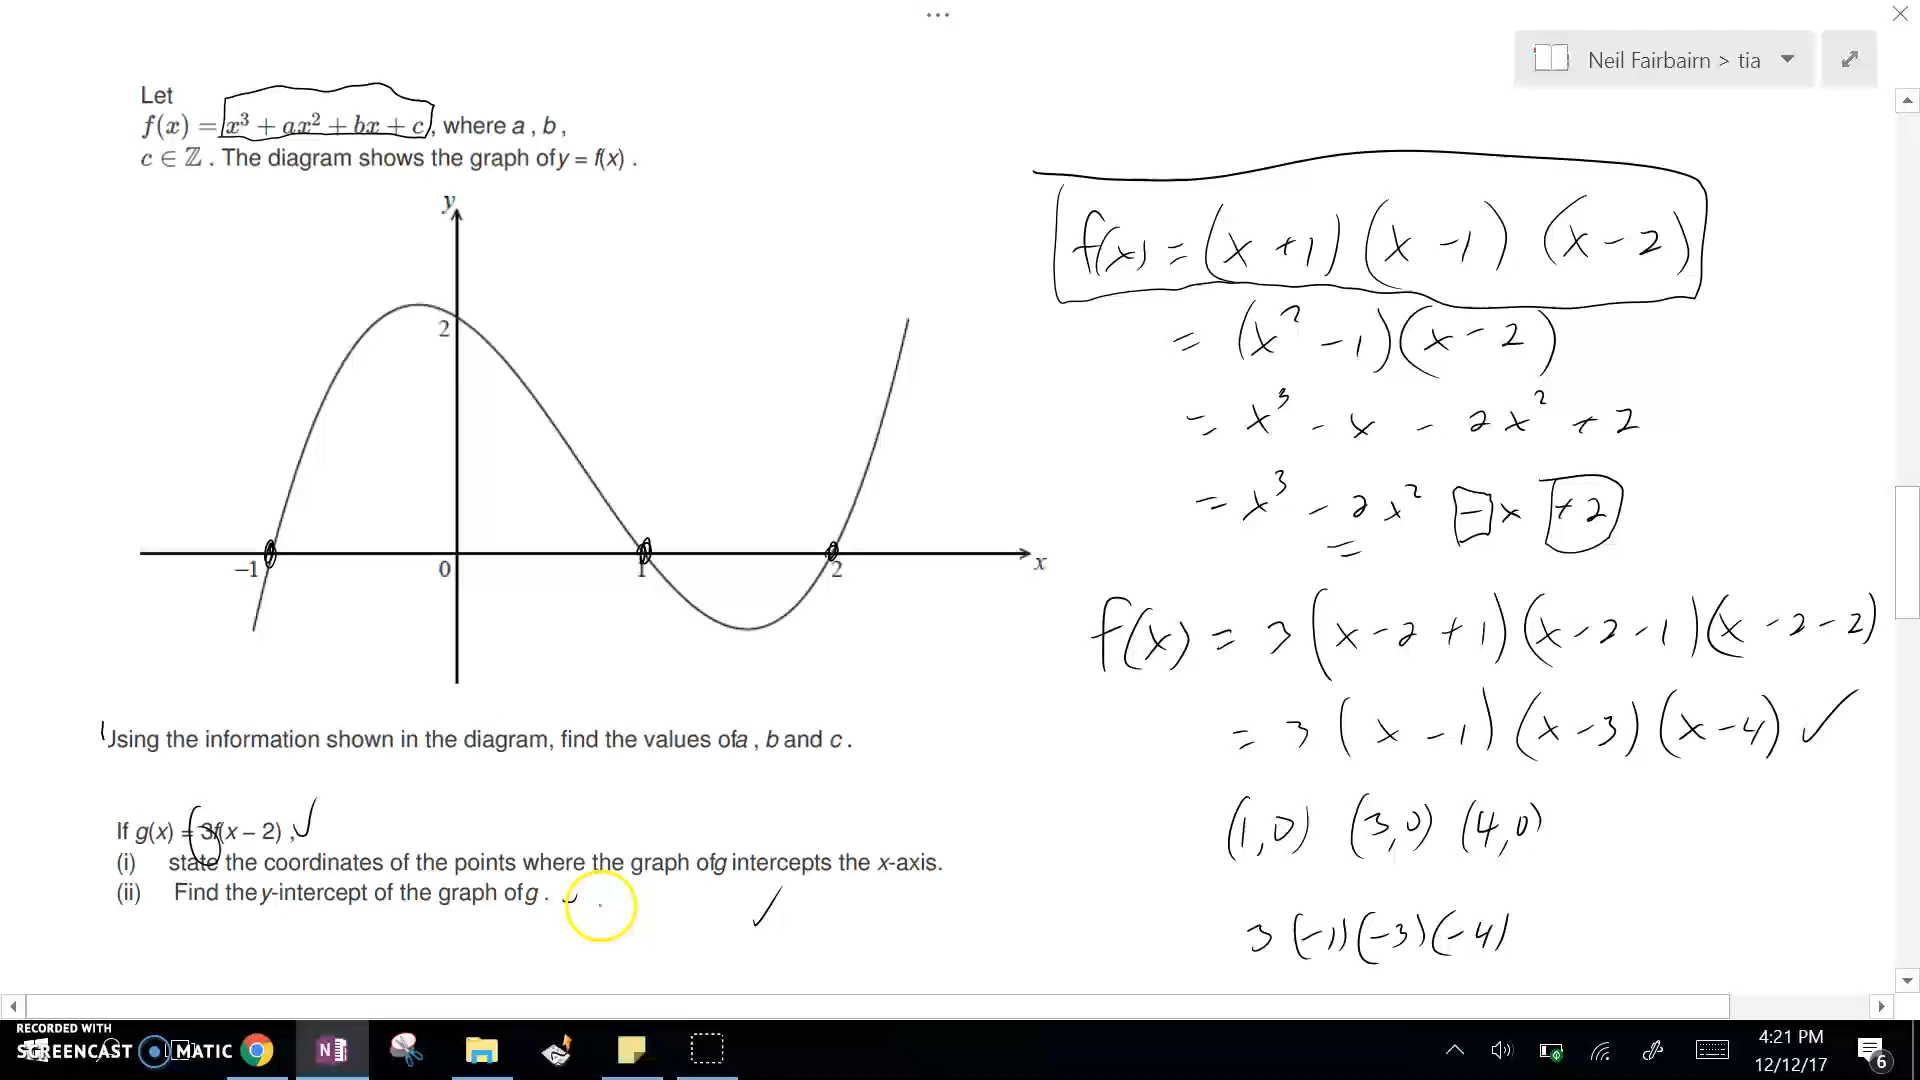 ...
Neil Fairbairn > tia
Let
f(x) = x³ + ax² + bx + c, where a , b ,
c ∈ ℤ . The diagram shows the graph of y = f(x) .
y
2
−1
0
1
2
x
Using the information shown in the diagram, find the values of a , b and c .
If g(x) = 3f(x – 2) ,
(i) state the coordinates of the points where the graph of g intercepts the x-axis.
(ii) Find the y-intercept of the graph of g .
f(x) = (x + 1) (x - 1) (x - 2)
= (x² - 1)(x - 2)
= x³ - x - 2x² + 2
= x³ - 2x² - x + 2
f(x) = 3(x-2+1)(x-2-1)(x-2-2)
= 3(x-1)(x-3)(x-4) ✓
(1,0) (3,0) (4,0)
3(-1)(-3)(-4)
RECORDED WITH
SCREENCAST MATIC
4:21 PM
12/12/17
6